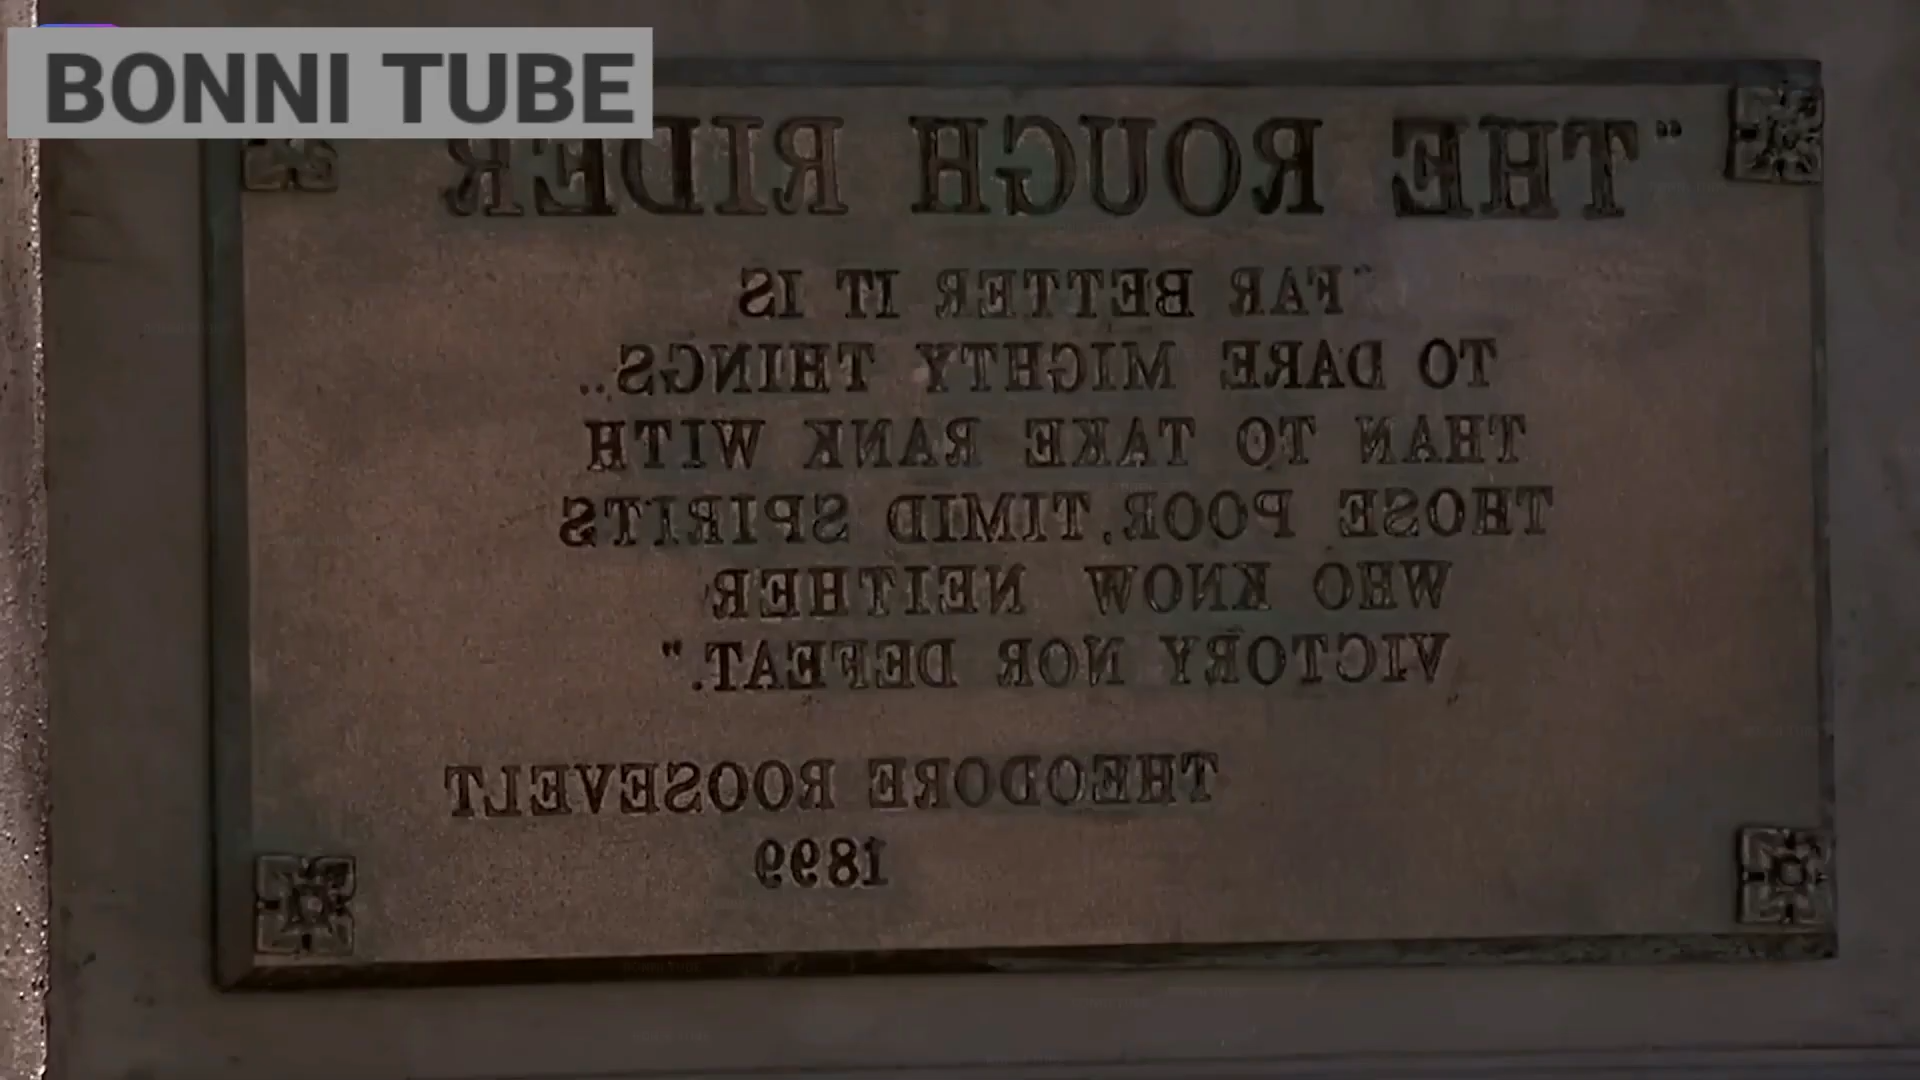 BONNI TUBE
"THE ROUGH RIDER
"FAR BETTER IT IS
TO DARE MIGHTY THINGS..
THAN TO TAKE RANK WITH
THOSE POOR, TIMID SPIRITS
WHO KNOW NEITHER
VICTORY NOR DEFEAT."
THEODORE ROOSEVELT
1899